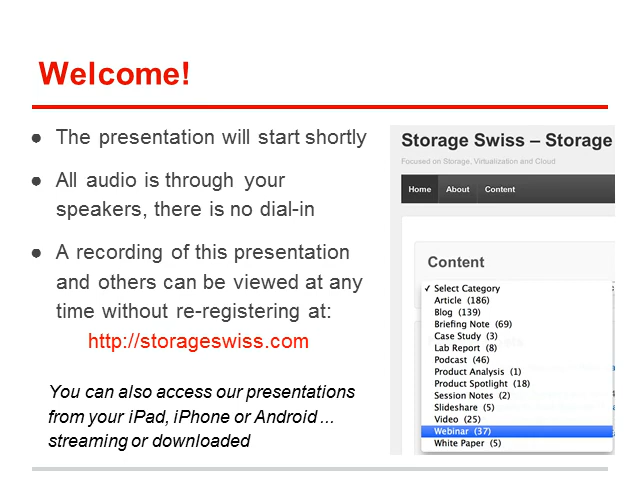 Welcome!
● The presentation will start shortly
● All audio is through your
speakers, there is no dial-in
● A recording of this presentation
and others can be viewed at any
time without re-registering at:
http://storageswiss.com
You can also access our presentations
from your iPad, iPhone or Android ...
streaming or downloaded
Storage Swiss – Storage
Focused on Storage, Virtualization and Cloud
Home About Content
Content
✓ Select Category
Article (186)
Blog (139)
Briefing Note (69)
Case Study (3)
Lab Report (8)
Podcast (46)
Product Analysis (1)
Product Spotlight (18)
Session Notes (2)
Slideshare (5)
Video (25)
Webinar (37)
White Paper (5)